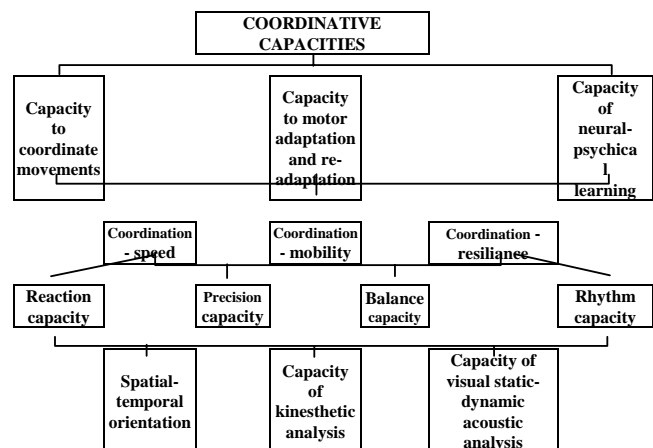 COORDINATIVE
CAPACITIES
Capacity
to
coordinate
movements
Capacity
to motor
adaptation
and re-
adaptation
Capacity
of
neural-
psychica
l
learning
Coordination
- speed
Coordination
- mobility
Coordination -
resiliance
Reaction
capacity
Precision
capacity
Balance
capacity
Rhythm
capacity
Spatial-
temporal
orientation
Capacity
of
kinesthetic
analysis
Capacity of
visual static-
dynamic
acoustic
analysis